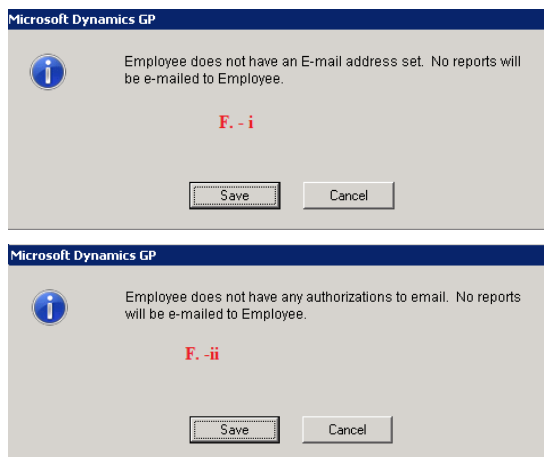 Microsoft Dynamics GP
Employee does not have an E-mail address set. No reports will
be e-mailed to Employee.
F. - i
Save Cancel
Microsoft Dynamics GP
Employee does not have any authorizations to email. No reports
will be e-mailed to Employee.
F. -ii
Save Cancel